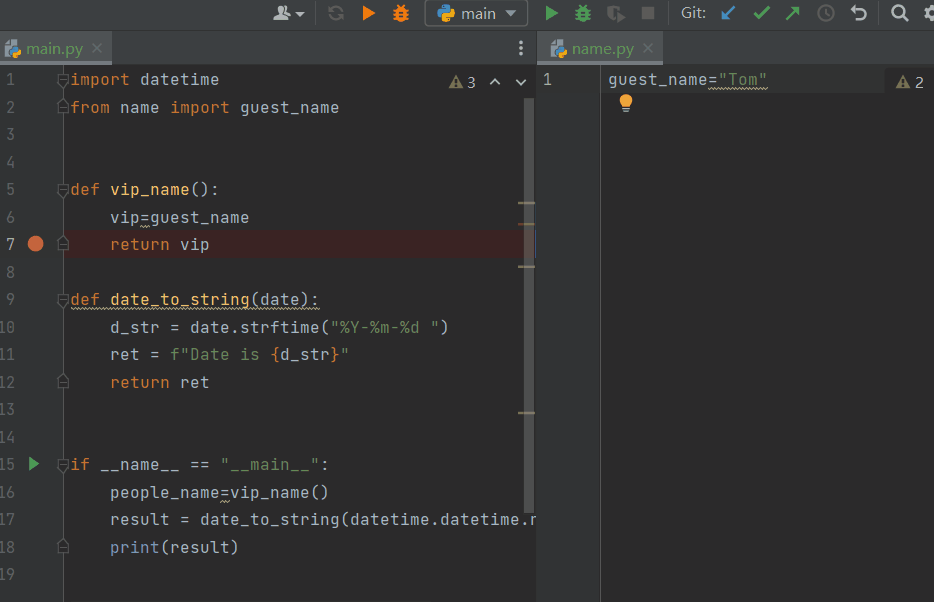 main Git:
main.py name.py
1 import datetime 3 1 guest_name="Tom" 2
2 from name import guest_name
3
4
5 def vip_name():
6 vip=guest_name
7 return vip
8
9 def date_to_string(date):
10 d_str = date.strftime("%Y-%m-%d ")
11 ret = f"Date is {d_str}"
12 return ret
13
14
15 if __name__ == "__main__":
16 people_name=vip_name()
17 result = date_to_string(datetime.datetime.
18 print(result)
19